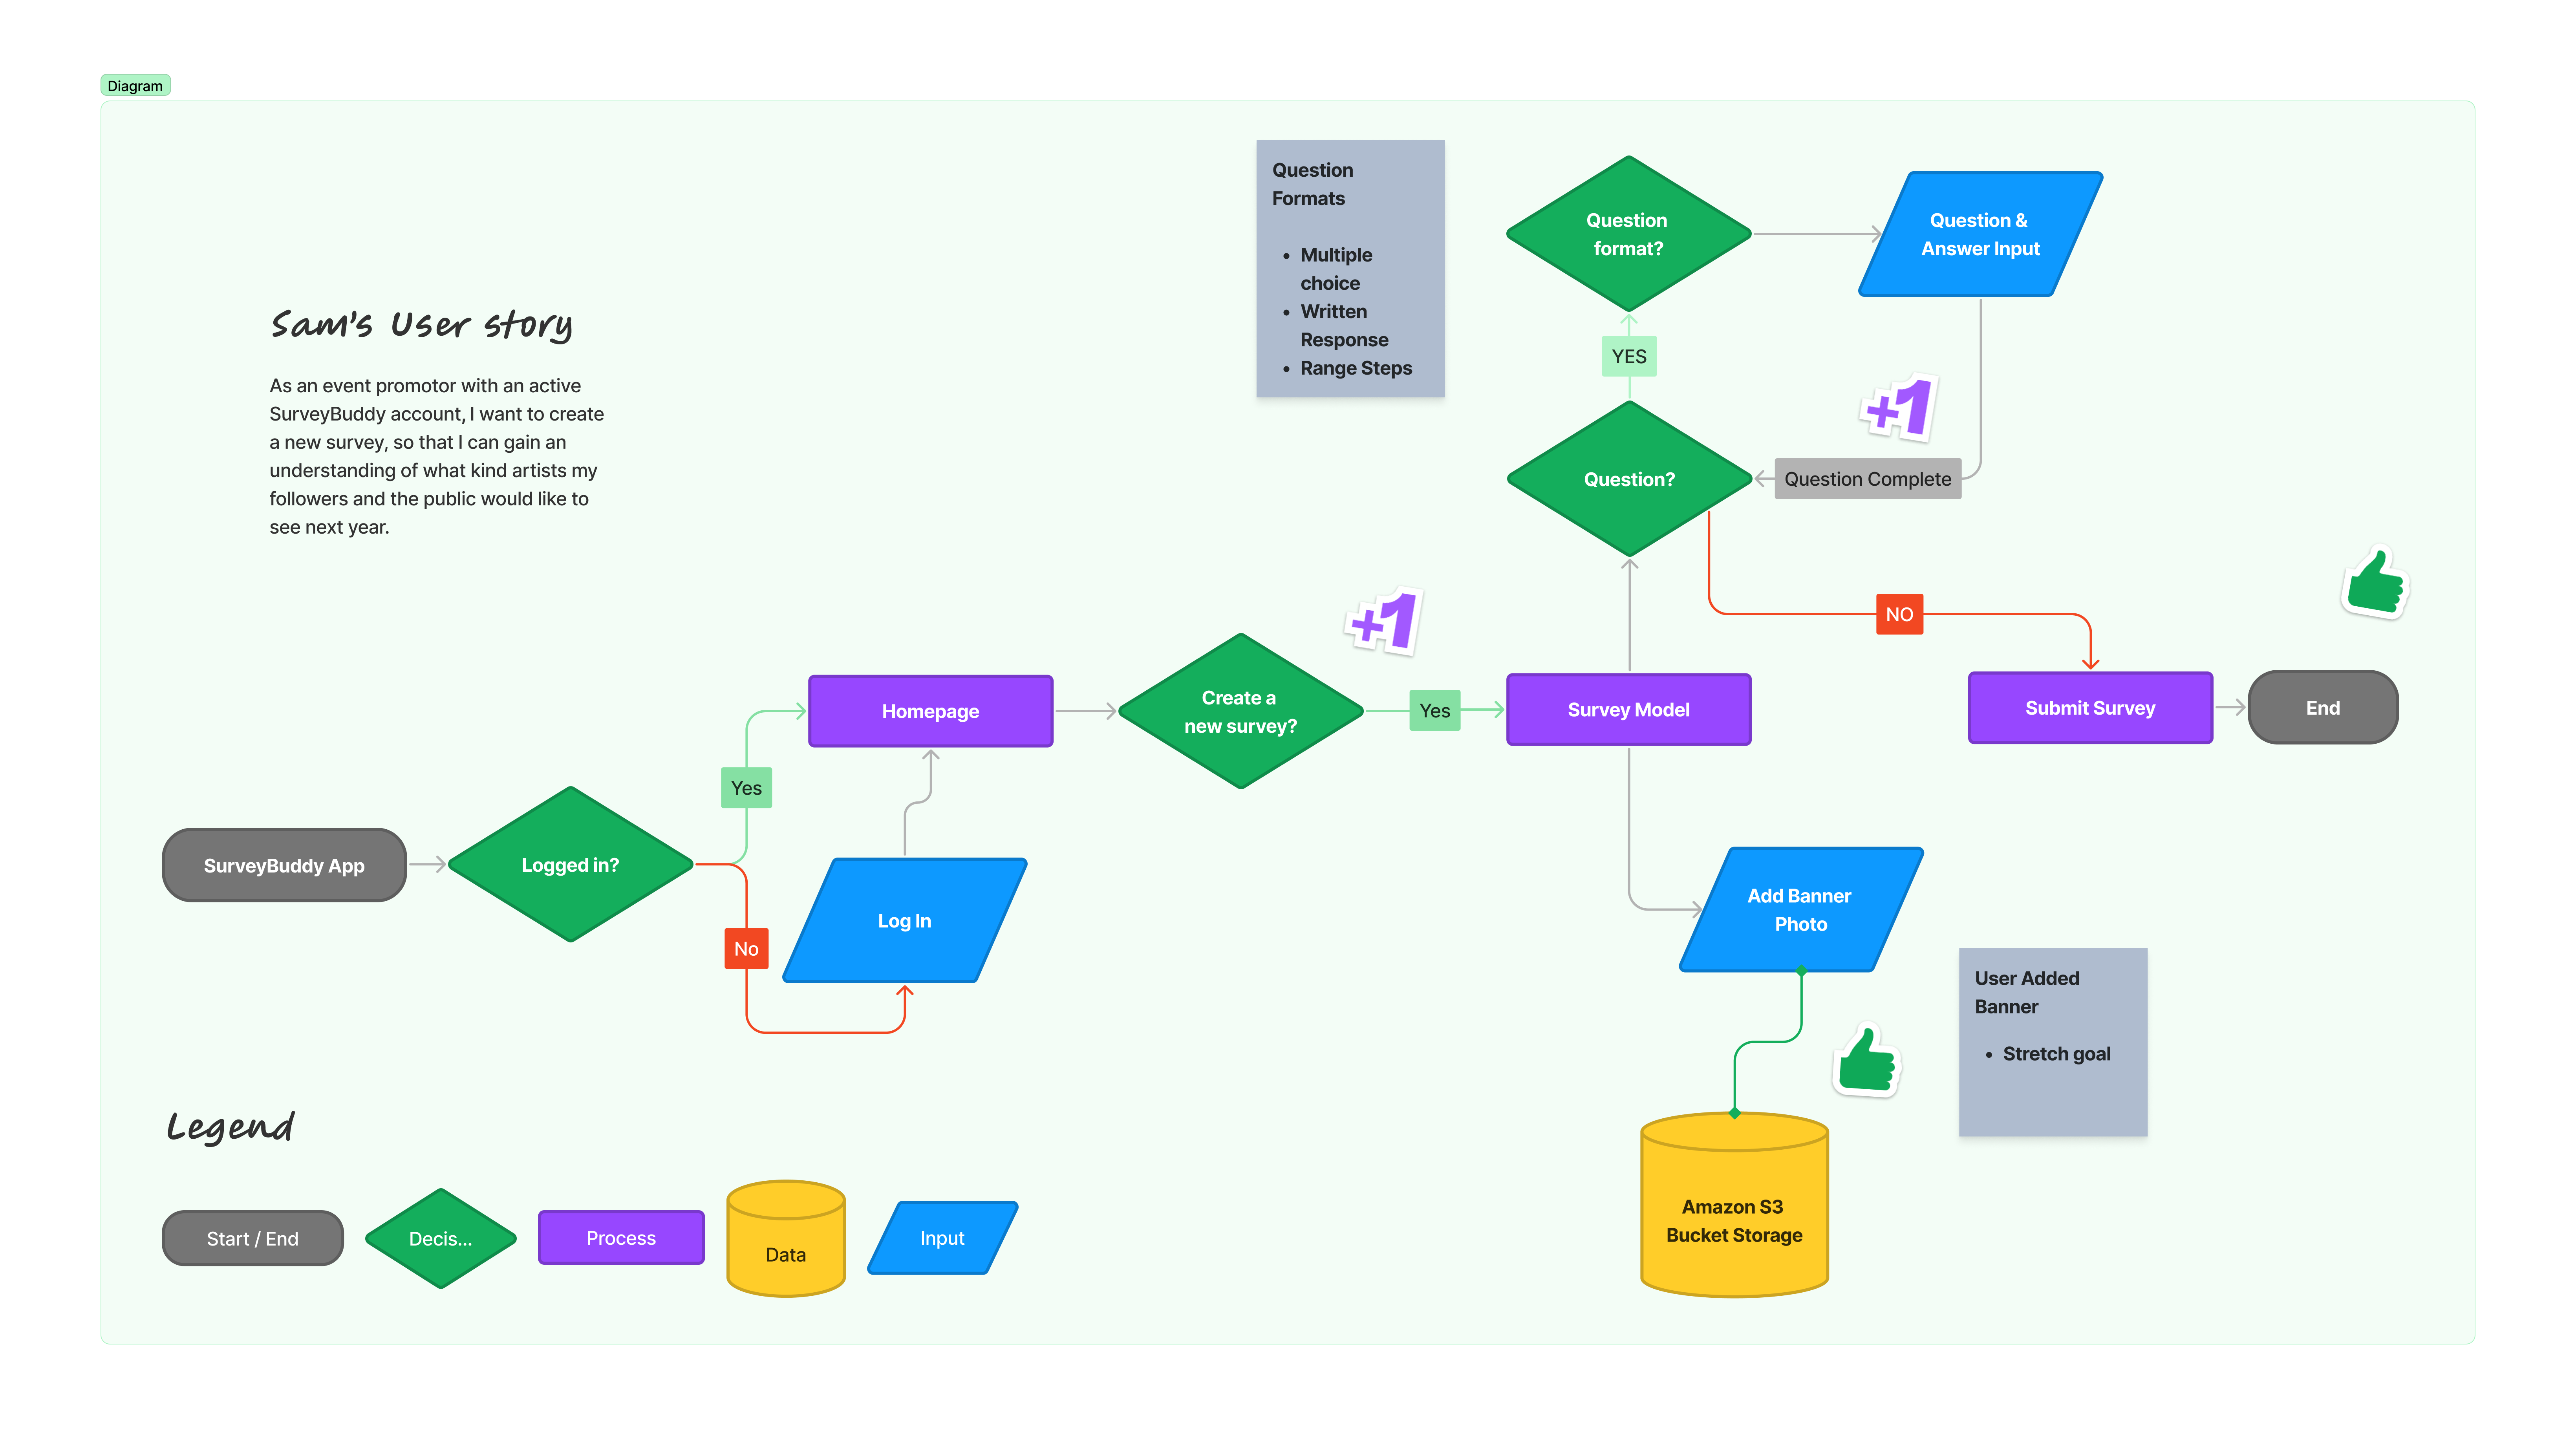 Diagram
Sam's User story
As an event promotor with an active
SurveyBuddy account, I want to create
a new survey, so that I can gain an
understanding of what kind artists my
followers and the public would like to
see next year.
Question
Formats
• Multiple
choice
• Written
Response
• Range Steps
Question
format?
Question &
Answer Input
YES
+1
Question?
Question Complete
NO
+1
Homepage
Create a
new survey?
Yes
Survey Model
Submit Survey
End
Yes
SurveyBuddy App
Logged in?
No
Log In
Add Banner
Photo
User Added
Banner
• Stretch goal
Amazon S3
Bucket Storage
Legend
Start / End
Decis...
Process
Data
Input